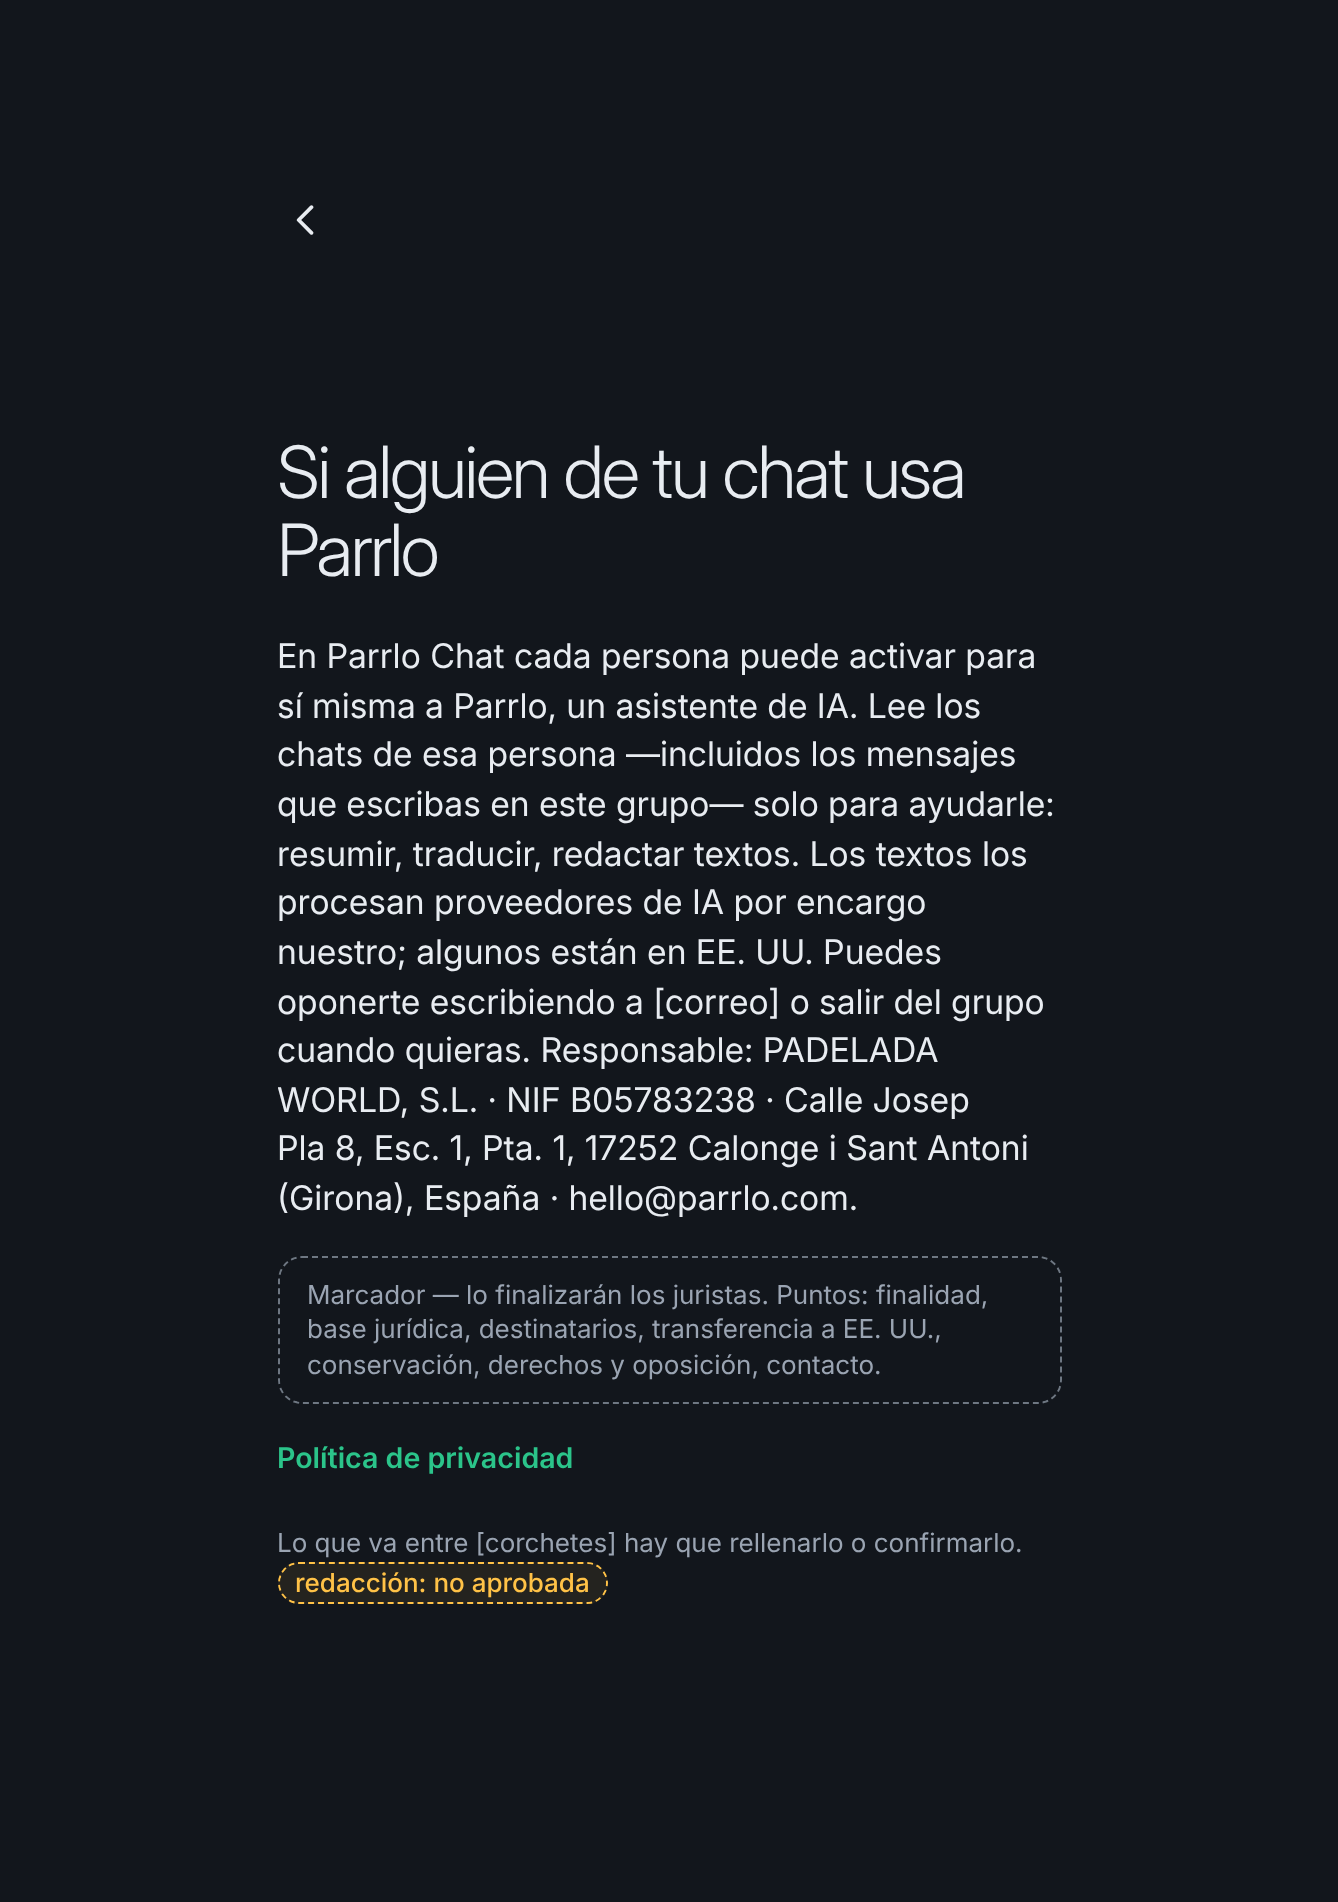 Si alguien de tu chat usa
Parrlo
En Parrlo Chat cada persona puede activar para
sí misma a Parrlo, un asistente de IA. Lee los
chats de esa persona —incluidos los mensajes
que escribas en este grupo— solo para ayudarle:
resumir, traducir, redactar textos. Los textos los
procesan proveedores de IA por encargo
nuestro; algunos están en EE. UU. Puedes
oponerte escribiendo a [correo] o salir del grupo
cuando quieras. Responsable: PADELADA
WORLD, S.L. · NIF B05783238 · Calle Josep
Pla 8, Esc. 1, Pta. 1, 17252 Calonge i Sant Antoni
(Girona), España · hello@parrlo.com.
Marcador — lo finalizarán los juristas. Puntos: finalidad,
base jurídica, destinatarios, transferencia a EE. UU.,
conservación, derechos y oposición, contacto.
Política de privacidad
Lo que va entre [corchetes] hay que rellenarlo o confirmarlo.
redacción: no aprobada